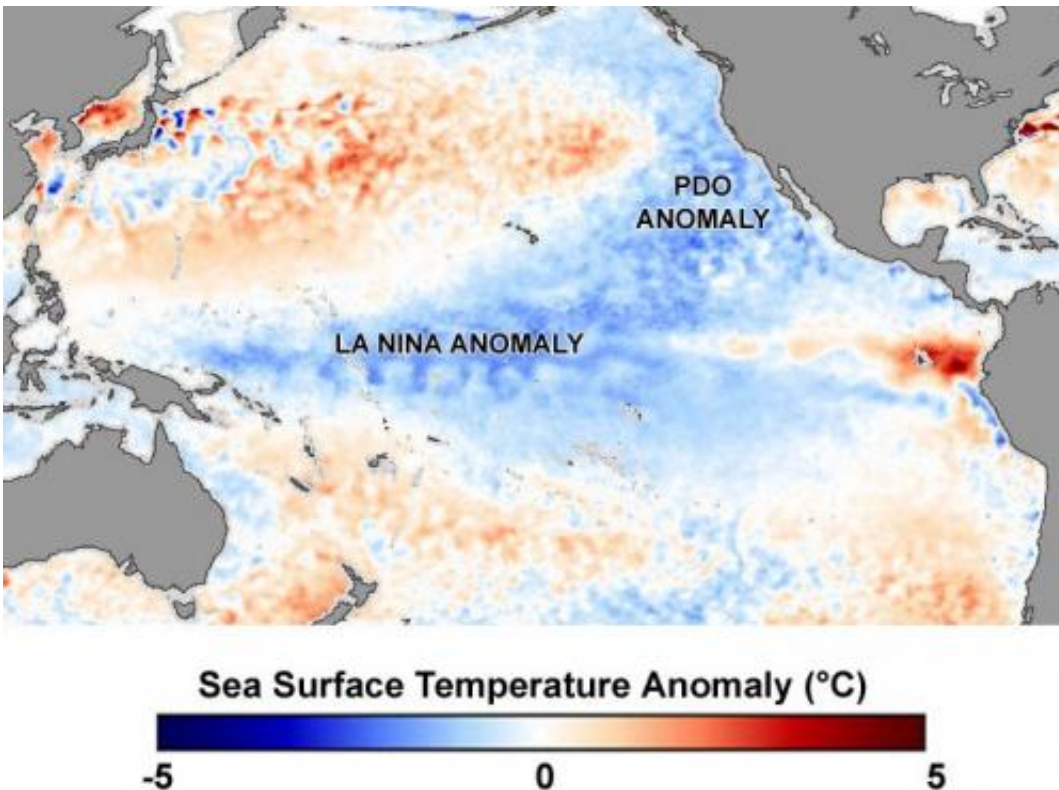 PDO
ANOMALY
LA NINA ANOMALY
Sea Surface Temperature Anomaly (°C)
-5 0 5